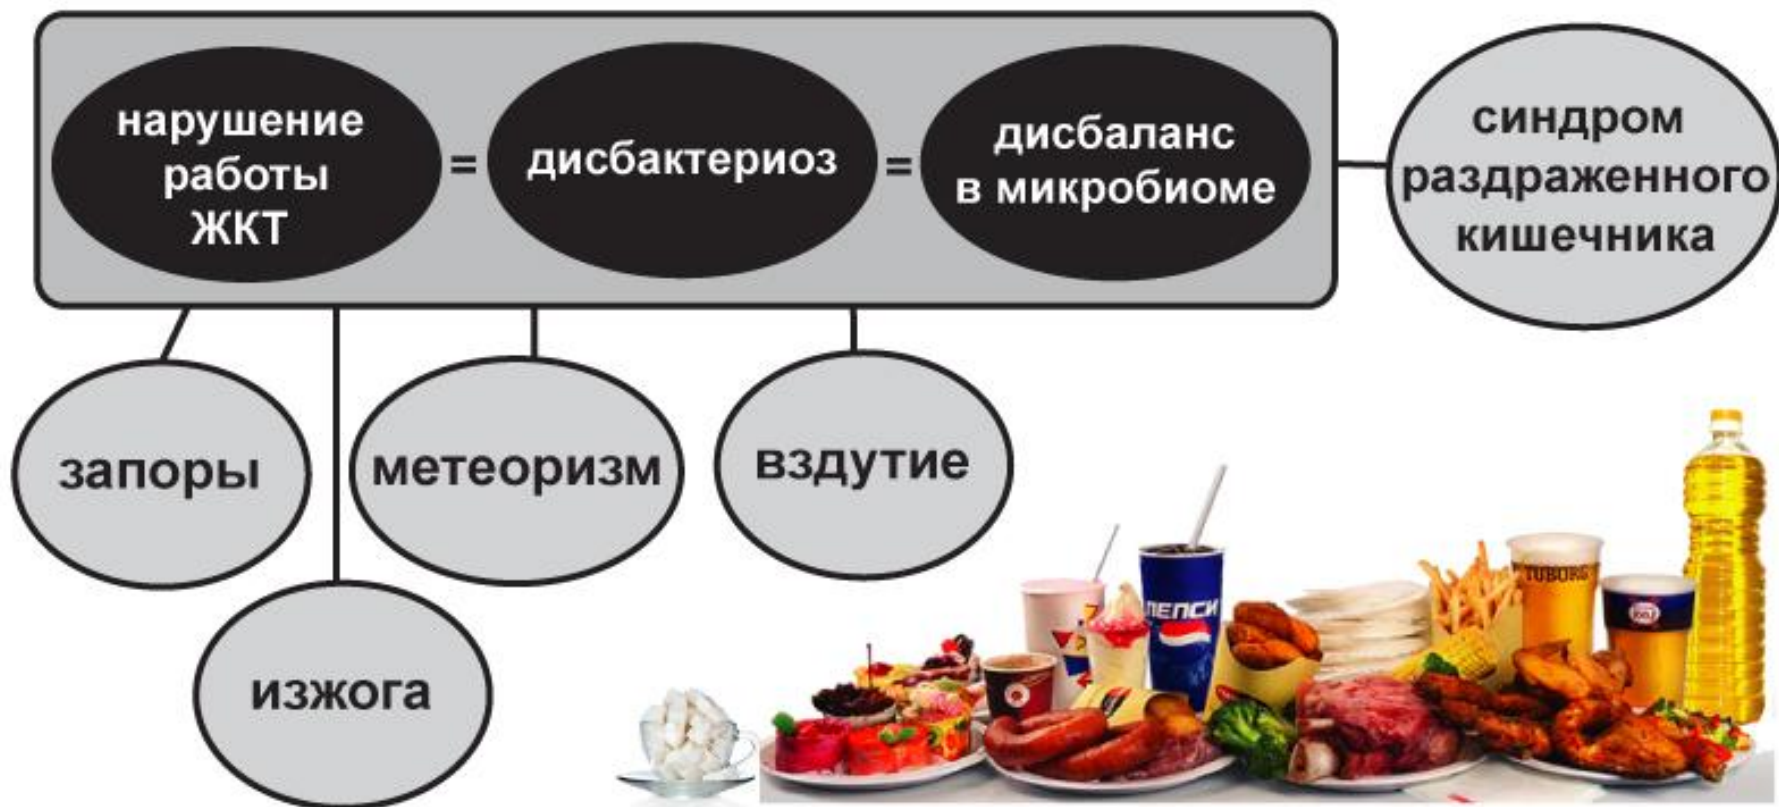 нарушение
работы
ЖКТ
=
дисбактериоз
=
дисбаланс
в микробиоме
синдром
раздраженного
кишечника
запоры
метеоризм
вздутие
изжога
ПЕПСИ
TUBORG